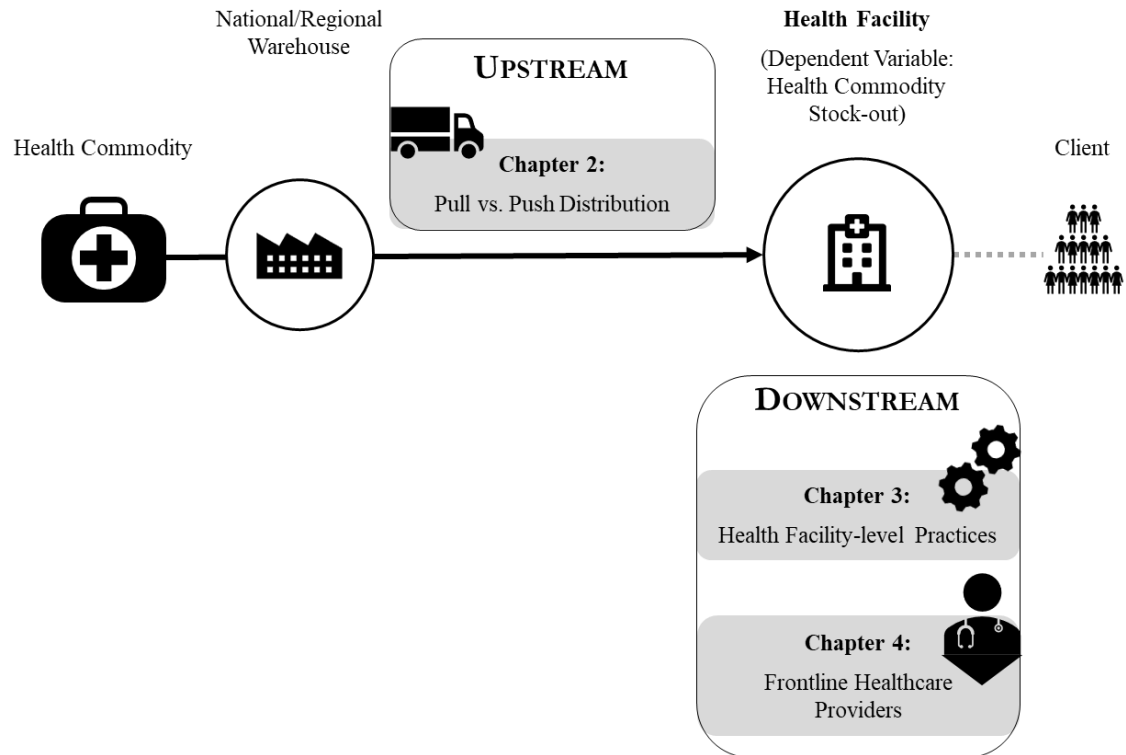 National/Regional
Warehouse
Health Facility
(Dependent Variable:
Health Commodity
Stock-out)
UPSTREAM
Health Commodity
Chapter 2:
Pull vs. Push Distribution
Client
DOWNSTREAM
Chapter 3:
Health Facility-level Practices
Chapter 4:
Frontline Healthcare
Providers